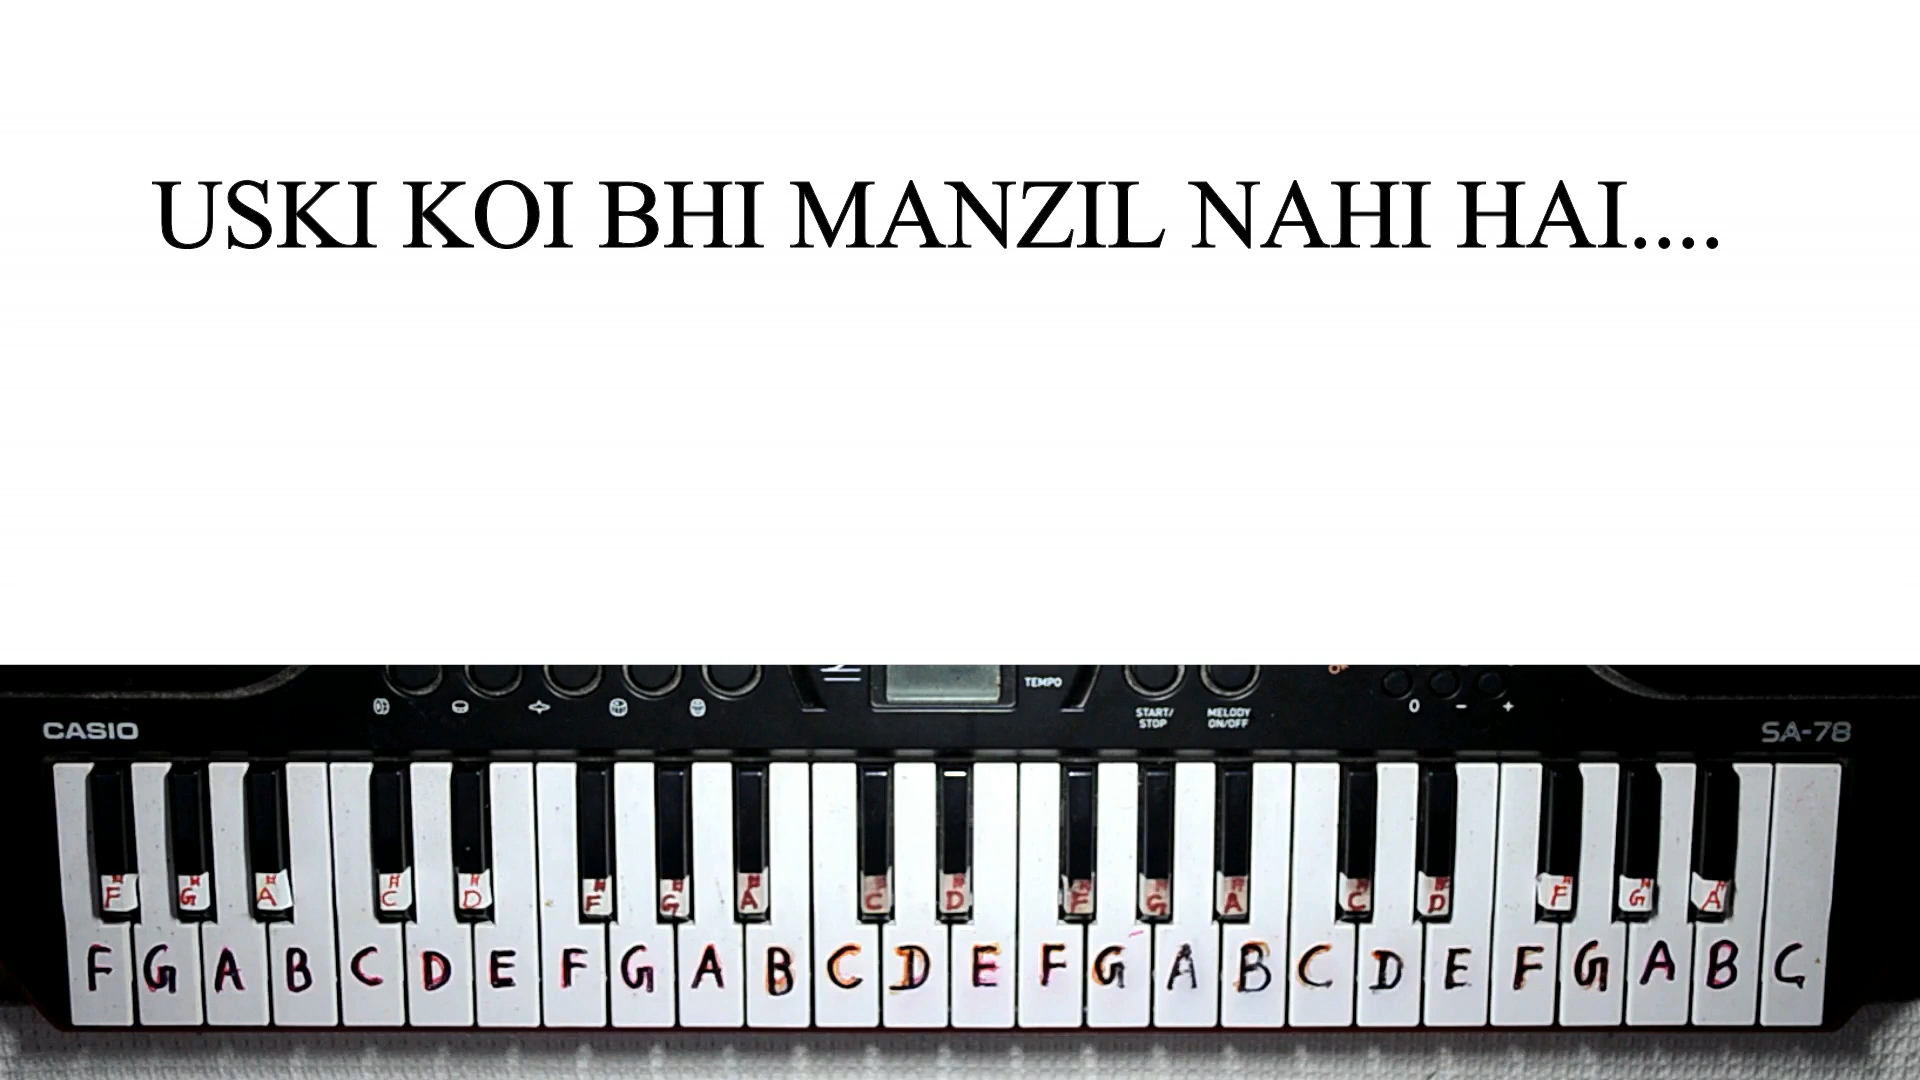 USKI KOI BHI MANZIL NAHI HAI....
TEMPO
START/
STOP
MELODY
ON/OFF
0 - +
CASIO
SA-78
F# G# A# C# D# F# G# A# C# D# F# G# A# C# D# F# G# A#
F G A B C D E F G A B C D E F G A B C D E F G A B C